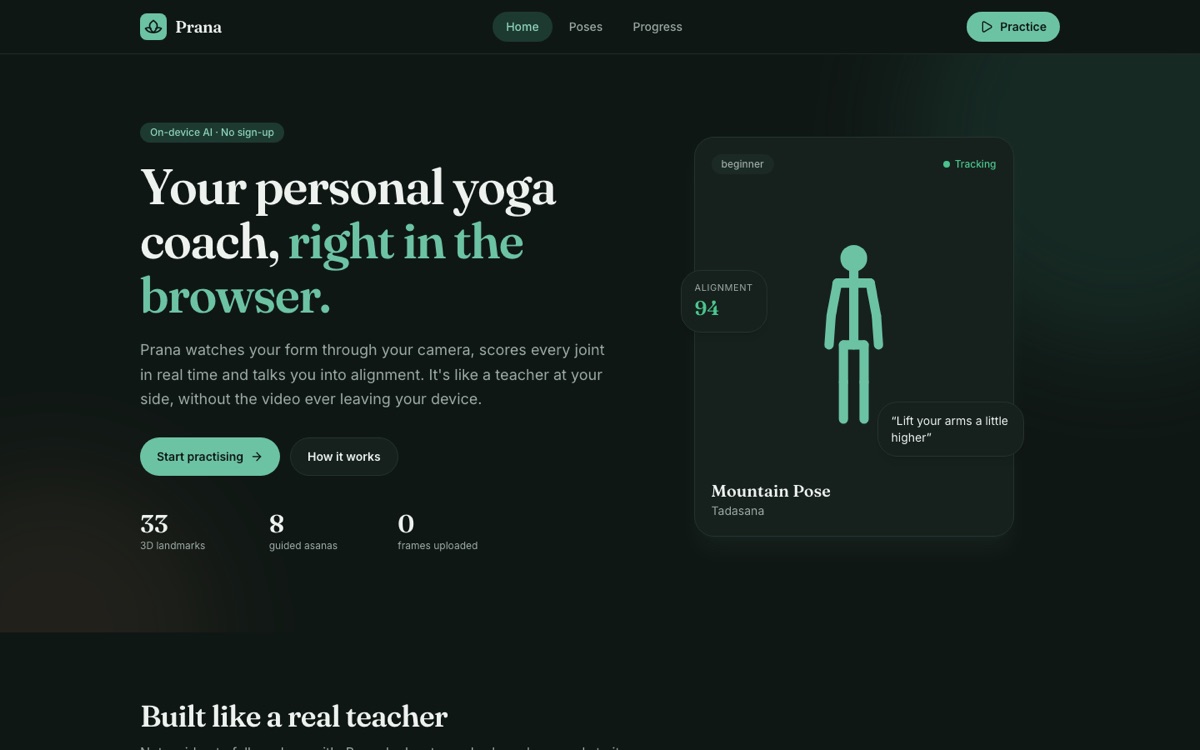 Prana
Home
Poses
Progress
Practice
On-device AI · No sign-up
Your personal yoga
coach, right in the
browser.
Prana watches your form through your camera, scores every joint
in real time and talks you into alignment. It's like a teacher at your
side, without the video ever leaving your device.
Start practising
How it works
33
3D landmarks
8
guided asanas
0
frames uploaded
beginner
Tracking
ALIGNMENT
94
“Lift your arms a little
higher”
Mountain Pose
Tadasana
Built like a real teacher